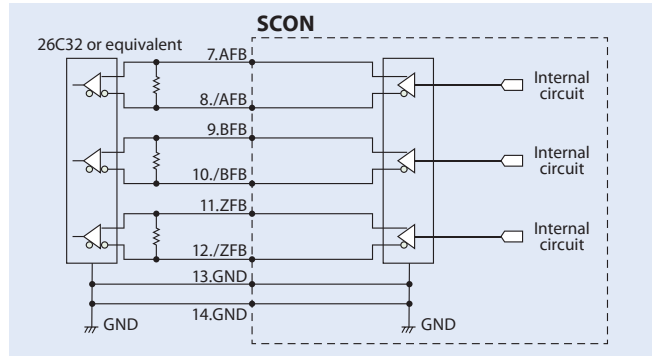 SCON
26C32 or equivalent
7.AFB
8./AFB
Internal
circuit
9.BFB
10./BFB
Internal
circuit
11.ZFB
12./ZFB
Internal
circuit
13.GND
14.GND
GND
GND